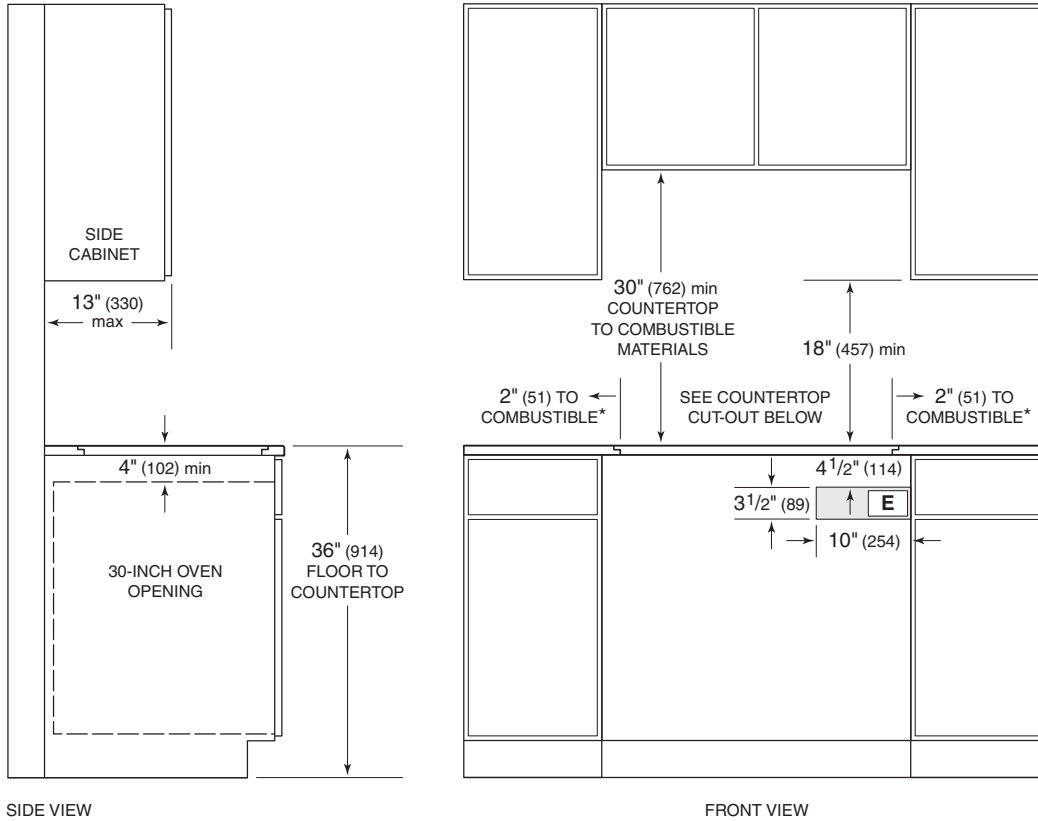 SIDE
CABINET
13" (330)
max
4" (102) min
30-INCH OVEN
OPENING
36" (914)
FLOOR TO
COUNTERTOP
SIDE VIEW
30" (762) min
COUNTERTOP
TO COMBUSTIBLE
MATERIALS
18" (457) min
2" (51) TO
COMBUSTIBLE*
SEE COUNTERTOP
CUT-OUT BELOW
2" (51) TO
COMBUSTIBLE*
4 1/2" (114)
3 1/2" (89)
E
10" (254)
FRONT VIEW